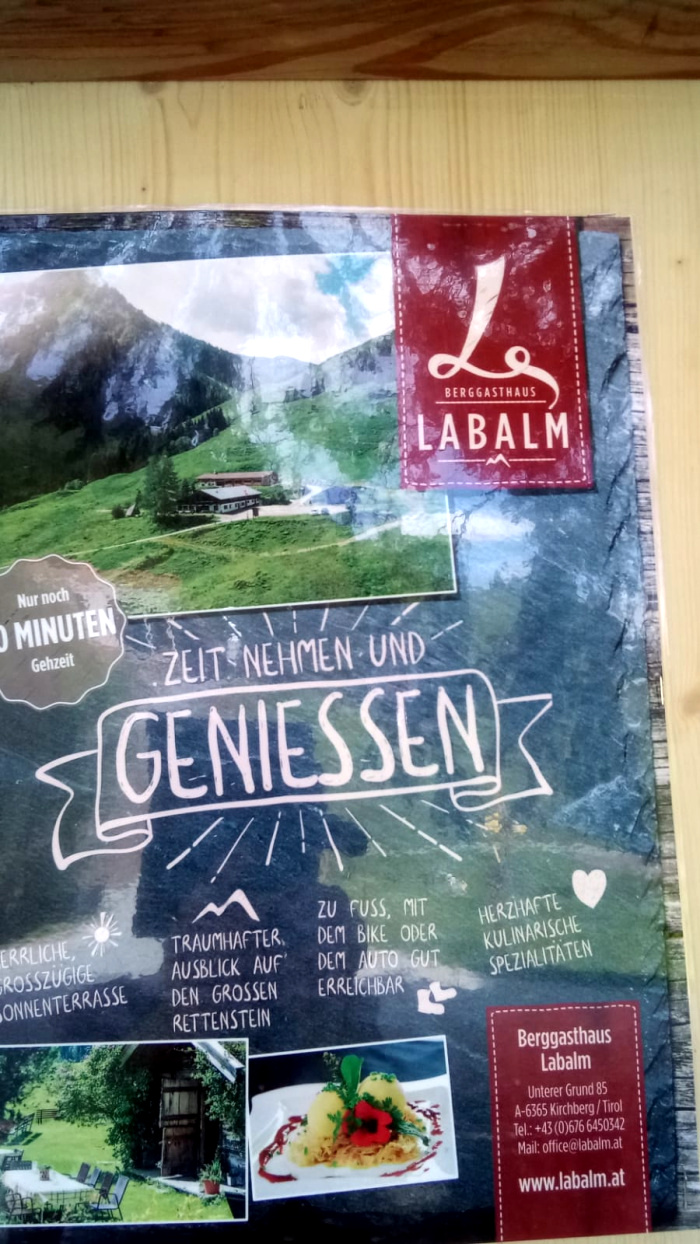 BERGGASTHAUS
LABALM
Nur noch
0 MINUTEN
Gehzeit
ZEIT NEHMEN UND
GENIESSEN
ERRLICHE,
GROSSZÜGIGE
SONNENTERRASSE
TRAUMHAFTER
AUSBLICK AUF
DEN GROSSEN
RETTENSTEIN
ZU FUSS, MIT
DEM BIKE ODER
DEM AUTO GUT
ERREICHBAR
HERZHAFTE
KULINARISCHE
SPEZIALITÄTEN
Berggasthaus
Labalm
Unterer Grund 85
A-6365 Kirchberg / Tirol
Tel.: +43 (0)676 6450342
Mail: office@labalm.at
www.labalm.at